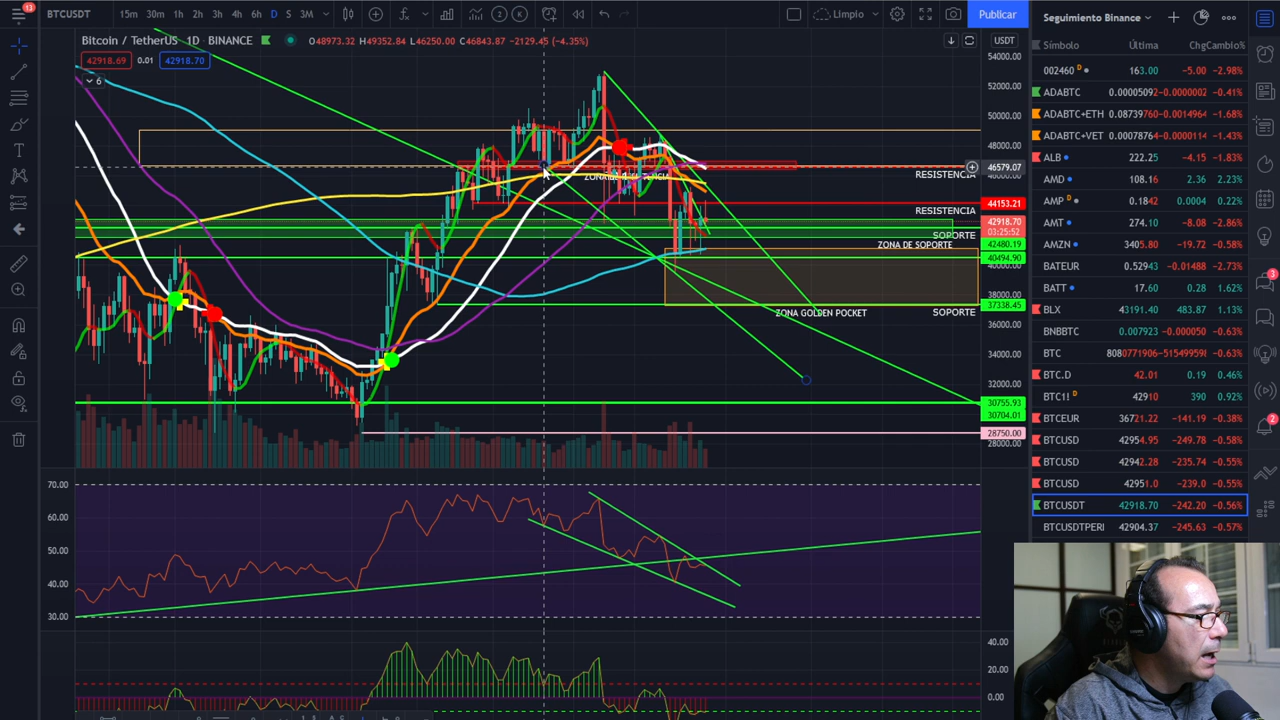 13
BTCUSDT
15m 30m 1h 2h 3h 4h 6h D S 3M
Limpio
Publicar
Bitcoin / TetherUS · 1D · BINANCE
O48973.32 H49352.84 L46250.00 C46843.87 −2129.45 (−4.35%)
42918.69 0.01 42918.70
6
USDT
54000.00
52000.00
50000.00
48000.00
46579.07
RESISTENCIA
44153.21
RESISTENCIA
42918.70
03:25:52
SOPORTE
42480.19
ZONA DE SOPORTE
40494.90
40000.00
38000.00
37338.45
ZONA GOLDEN POCKET
SOPORTE
36000.00
34000.00
32000.00
30755.93
30704.01
28750.00
28000.00
70.00
60.00
50.00
40.00
30.00
40.00
20.00
0.00
Seguimiento Binance
Símbolo Última Chg Cambio%
002460 D 163.00 −5.00 −2.98%
ADABTC 0.00005092 −0.0000002 −0.41%
ADABTC+ETH 0.08739760 −0.0014964 −1.68%
ADABTC+VET 0.00078764 −0.0000114 −1.43%
ALB 222.25 −4.15 −1.83%
AMD 108.16 2.36 2.23%
AMP D 0.1842 0.0004 0.22%
AMT 274.10 −8.08 −2.86%
AMZN 3405.80 −19.72 −0.58%
BATEUR 0.52943 −0.01488 −2.73%
BATT 17.60 0.28 1.62%
BLX 43191.40 483.87 1.13%
BNBBTC 0.007923 −0.000050 −0.63%
BTC 8080771906 −51549959 −0.63%
BTC.D 42.01 0.19 0.46%
BTC1! D 42910 390 0.92%
BTCEUR 36721.22 −141.19 −0.38%
BTCUSD 42954.95 −249.78 −0.58%
BTCUSD 42942.28 −235.74 −0.55%
BTCUSD 42951.0 −239.0 −0.55%
BTCUSDT 42918.70 −242.20 −0.56%
BTCUSDTPERP 42904.37 −245.63 −0.57%
3
2